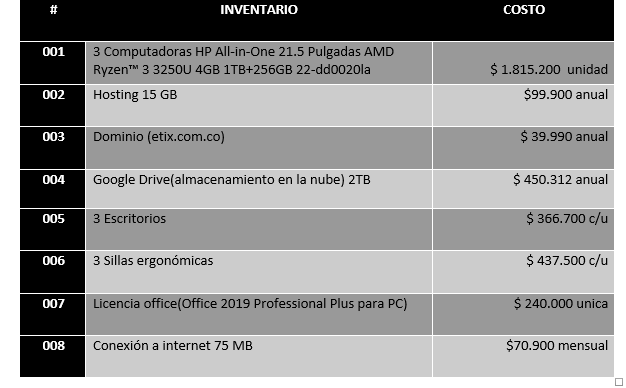 # INVENTARIO COSTO
001 3 Computadoras HP All-in-One 21.5 Pulgadas AMD
Ryzen™ 3 3250U 4GB 1TB+256GB 22-dd0020la $ 1.815.200 unidad
002 Hosting 15 GB $99.900 anual
003 Dominio (etix.com.co) $ 39.990 anual
004 Google Drive(almacenamiento en la nube) 2TB $ 450.312 anual
005 3 Escritorios $ 366.700 c/u
006 3 Sillas ergonómicas $ 437.500 c/u
007 Licencia office(Office 2019 Professional Plus para PC) $ 240.000 unica
008 Conexión a internet 75 MB $70.900 mensual